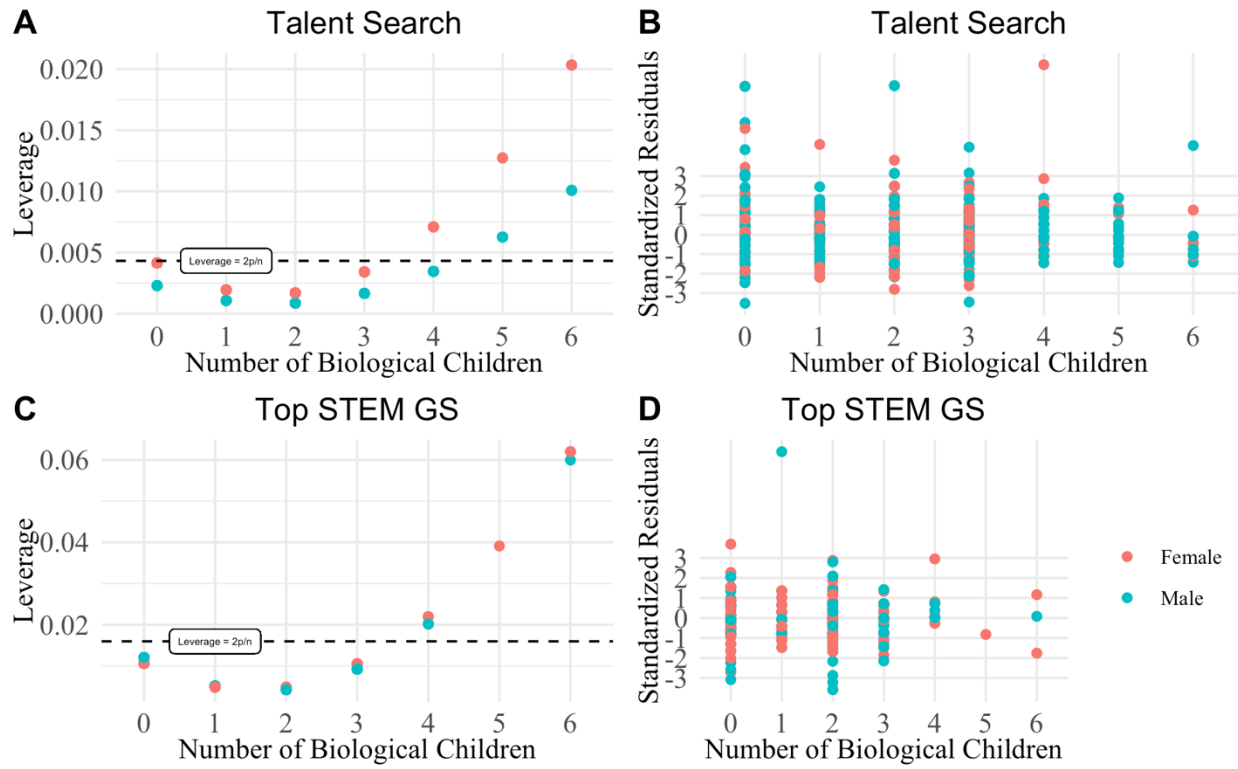 A
Talent Search
Leverage
0.020
0.015
0.010
0.005
0.000
Leverage = 2p/n
0 1 2 3 4 5 6
Number of Biological Children
B
Talent Search
Standardized Residuals
3
2
1
0
-1
-2
-3
0 1 2 3 4 5 6
Number of Biological Children
C
Top STEM GS
Leverage
0.06
0.04
0.02
Leverage = 2p/n
0 1 2 3 4 5 6
Number of Biological Children
D
Top STEM GS
Standardized Residuals
3
2
1
0
-1
-2
-3
0 1 2 3 4 5 6
Number of Biological Children
Female
Male